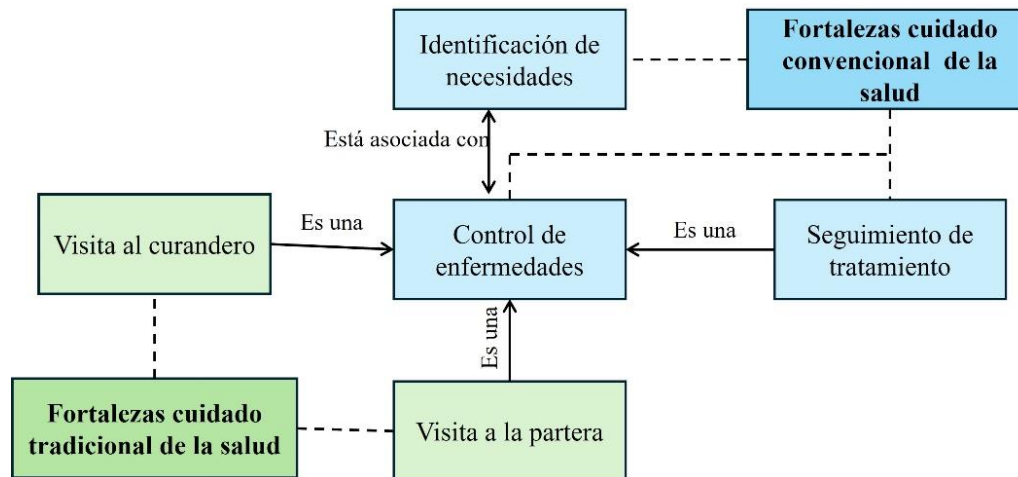 Identificación de
necesidades
Fortalezas cuidado
convencional de la
salud
Está asociada con
Visita al curandero
Es una
Control de
enfermedades
Es una
Seguimiento de
tratamiento
Es una
Fortalezas cuidado
tradicional de la salud
Visita a la partera